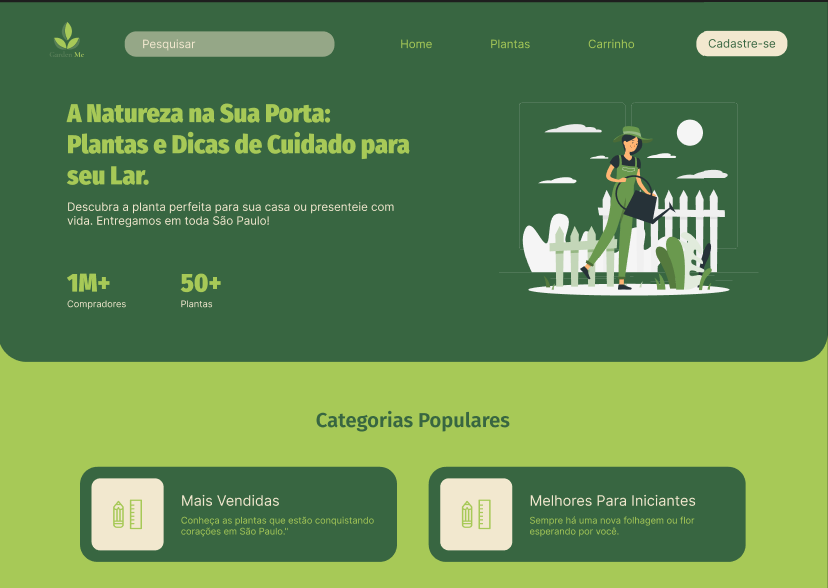 Garden Me
Pesquisar
Home
Plantas
Carrinho
Cadastre-se
A Natureza na Sua Porta:
Plantas e Dicas de Cuidado para
seu Lar.
Descubra a planta perfeita para sua casa ou presenteie com
vida. Entregamos em toda São Paulo!
1M+
50+
Compradores
Plantas
Categorias Populares
Mais Vendidas
Conheça as plantas que estão conquistando
corações em São Paulo."
Melhores Para Iniciantes
Sempre há uma nova folhagem ou flor
esperando por você.